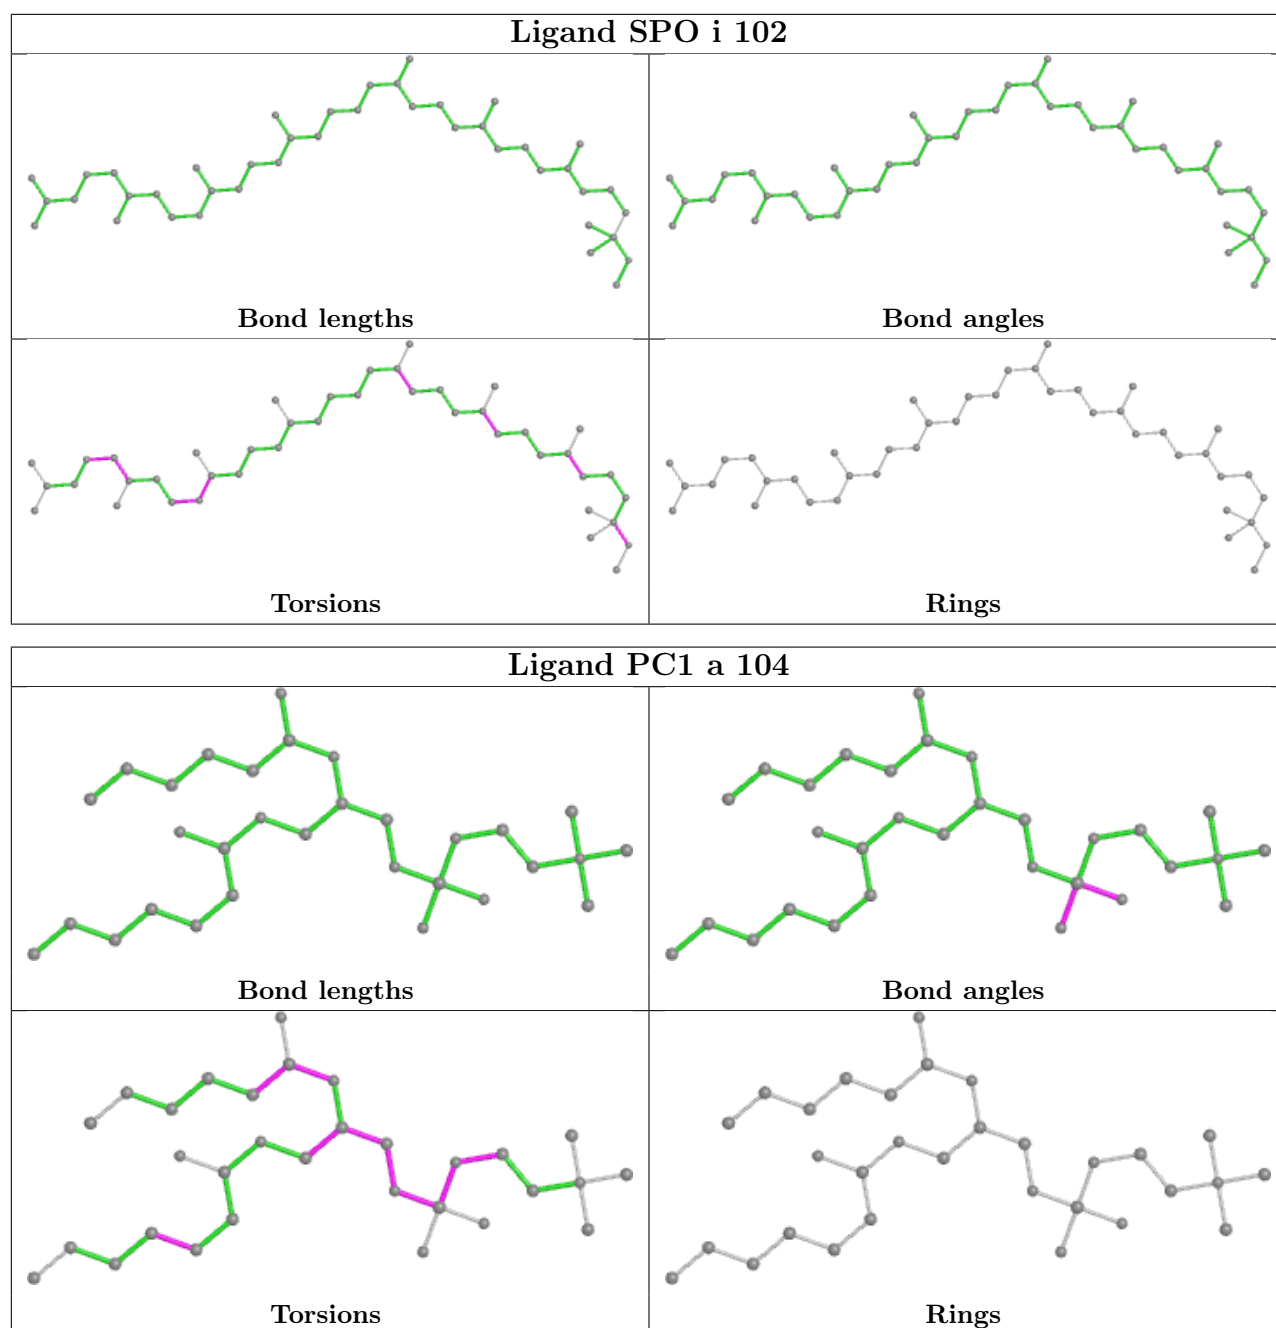 Ligand SPO i 102
Bond lengths
Bond angles
Torsions
Rings
Ligand PC1 a 104
Bond lengths
Bond angles
Torsions
Rings